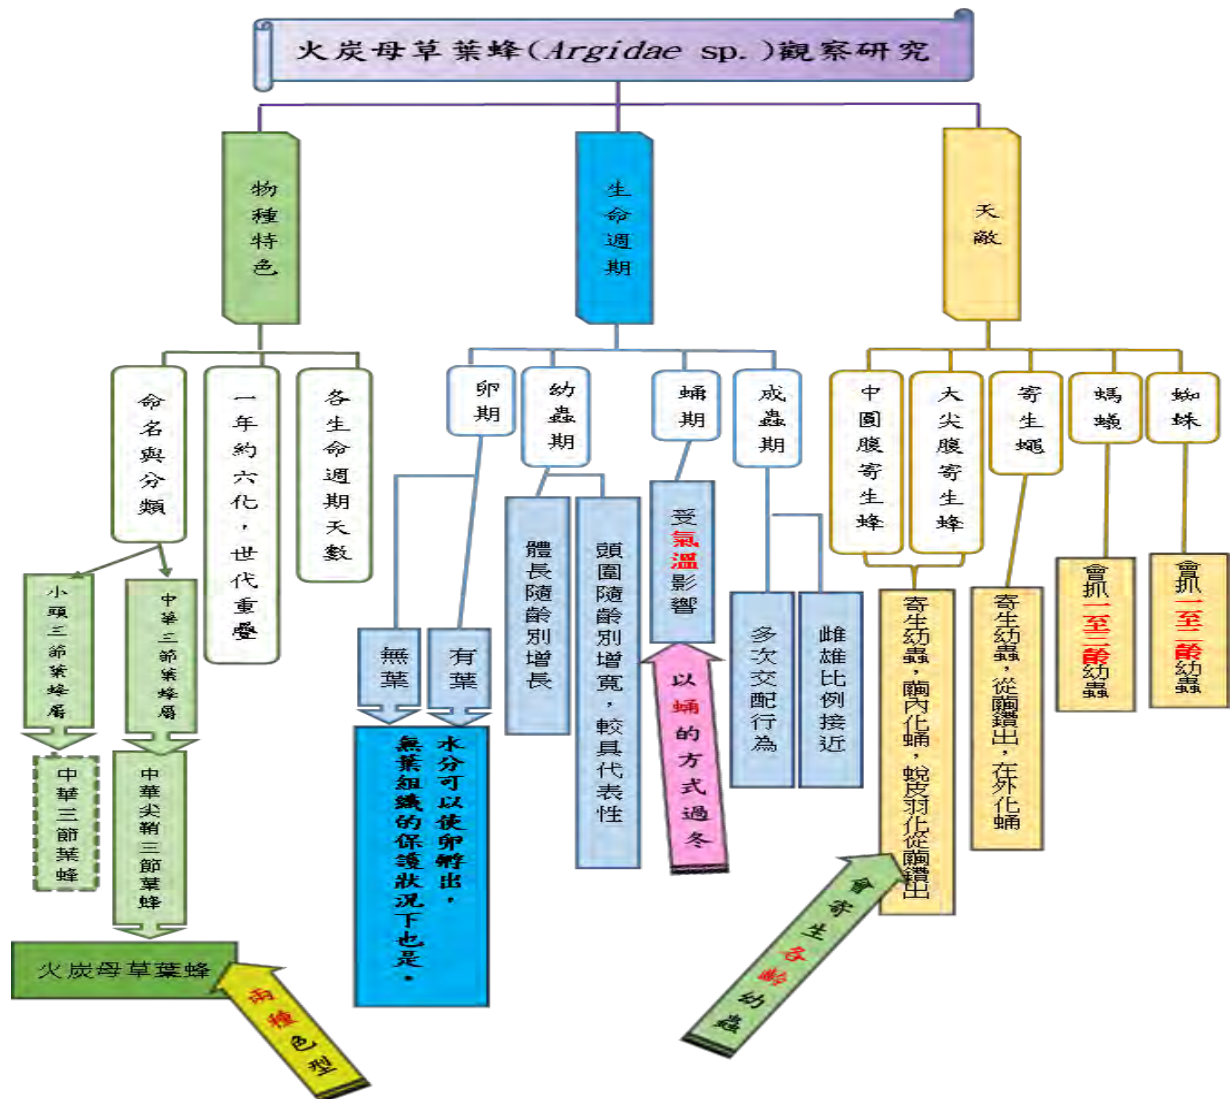 火炭母草葉蜂(Argidae sp.)觀察研究
物種特色
生命週期
天敵
命名與分類
一年約六化，世代重疊
各生命週期天數
卵期
幼蟲期
蛹期
成蟲期
中圓腹寄生蜂
大尖腹寄生蜂
寄生蠅
螞蟻
蜘蛛
小頭三節葉蜂屬
中華三節葉蜂屬
中華三節葉蜂
中華尖鞘三節葉蜂
火炭母草葉蜂
兩種色型
無葉
有葉
水分可以使卵孵出，
無葉組織的保護狀況下也是。
體長隨齡別增長
頭圍隨齡別增寬，較具代表性
受氣溫影響
以蛹的方式過冬
多次交配行為
雌雄比例接近
寄生幼蟲，繭內化蛹，蛻皮羽化從繭鑽出
會寄生各齡幼蟲
寄生幼蟲，從繭鑽出，在外化蛹
會抓一至二齡幼蟲
會抓一至二齡幼蟲